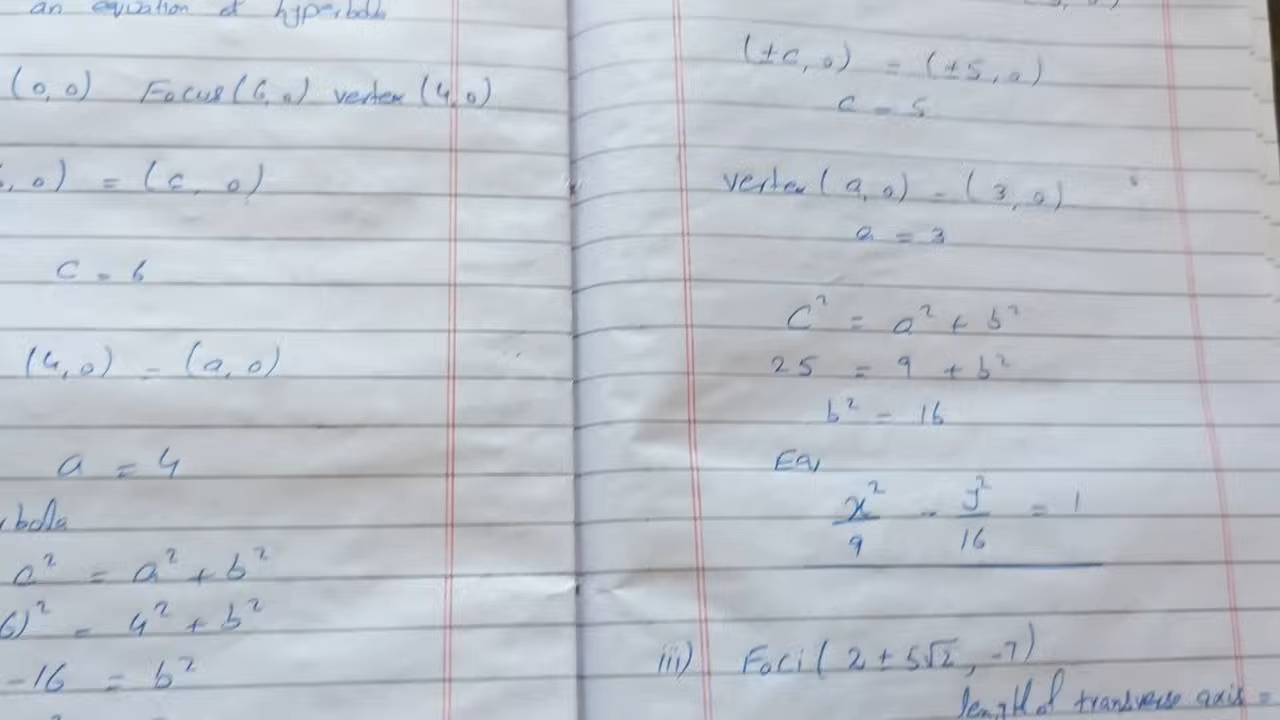 an equation of hyperbola
(0,0) Focus (6,0) vertex (4,0)
,0) = (c, 0)
c = 6
(4,0) = (a,0)
a = 4
bola
c² = a² + b²
6)² = 4² + b²
-16 = b²
(±c, 0) = (±5, 0)
c = 5
vertex (a,0) = (3,0)
a = 3
c² = a² + b²
25 = 9 + b²
b² = 16
Eq,
x²/9 - y²/16 = 1
iii) Foci (2 ± 5√2, -7)
length of transverse axis =